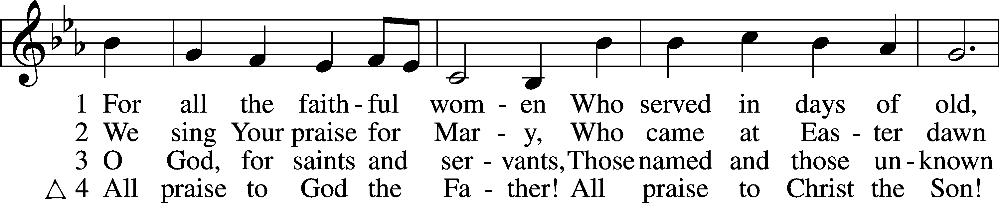 1 For all the faith - ful wom - en Who served in days of old,
2 We sing Your praise for Mar - y, Who came at Eas - ter dawn
3 O God, for saints and ser - vants, Those named and those un - known
△ 4 All praise to God the Fa - ther! All praise to Christ the Son!